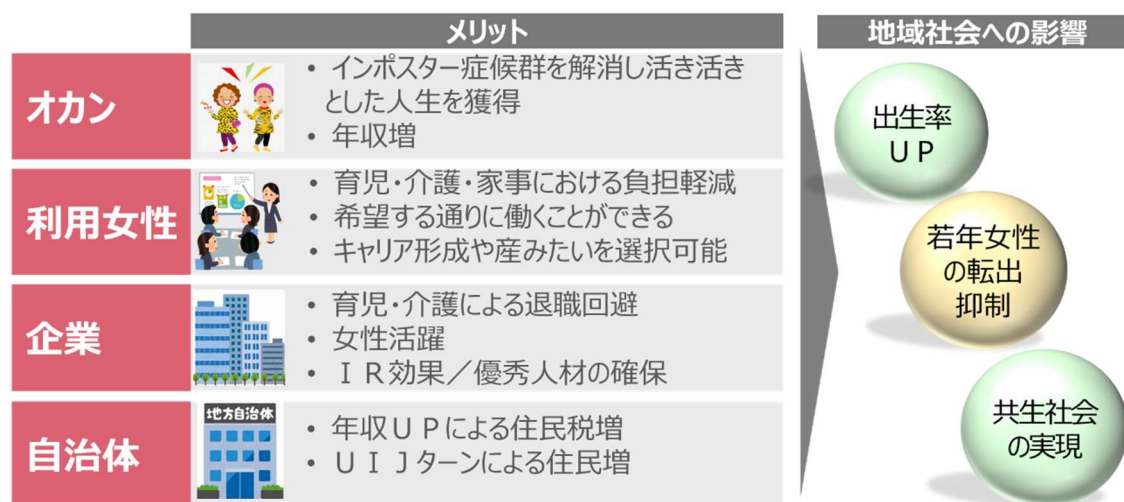 メリット
地域社会への影響
オカン
• インポスター症候群を解消し活き活き
とした人生を獲得
• 年収増
利用女性
• 育児・介護・家事における負担軽減
• 希望する通りに働くことができる
• キャリア形成や産みたいを選択可能
企業
• 育児・介護による退職回避
• 女性活躍
• ＩＲ効果／優秀人材の確保
自治体
地方自治体
• 年収ＵＰによる住民税増
• ＵＩＪターンによる住民増
出生率
ＵＰ
若年女性
の転出
抑制
共生社会
の実現